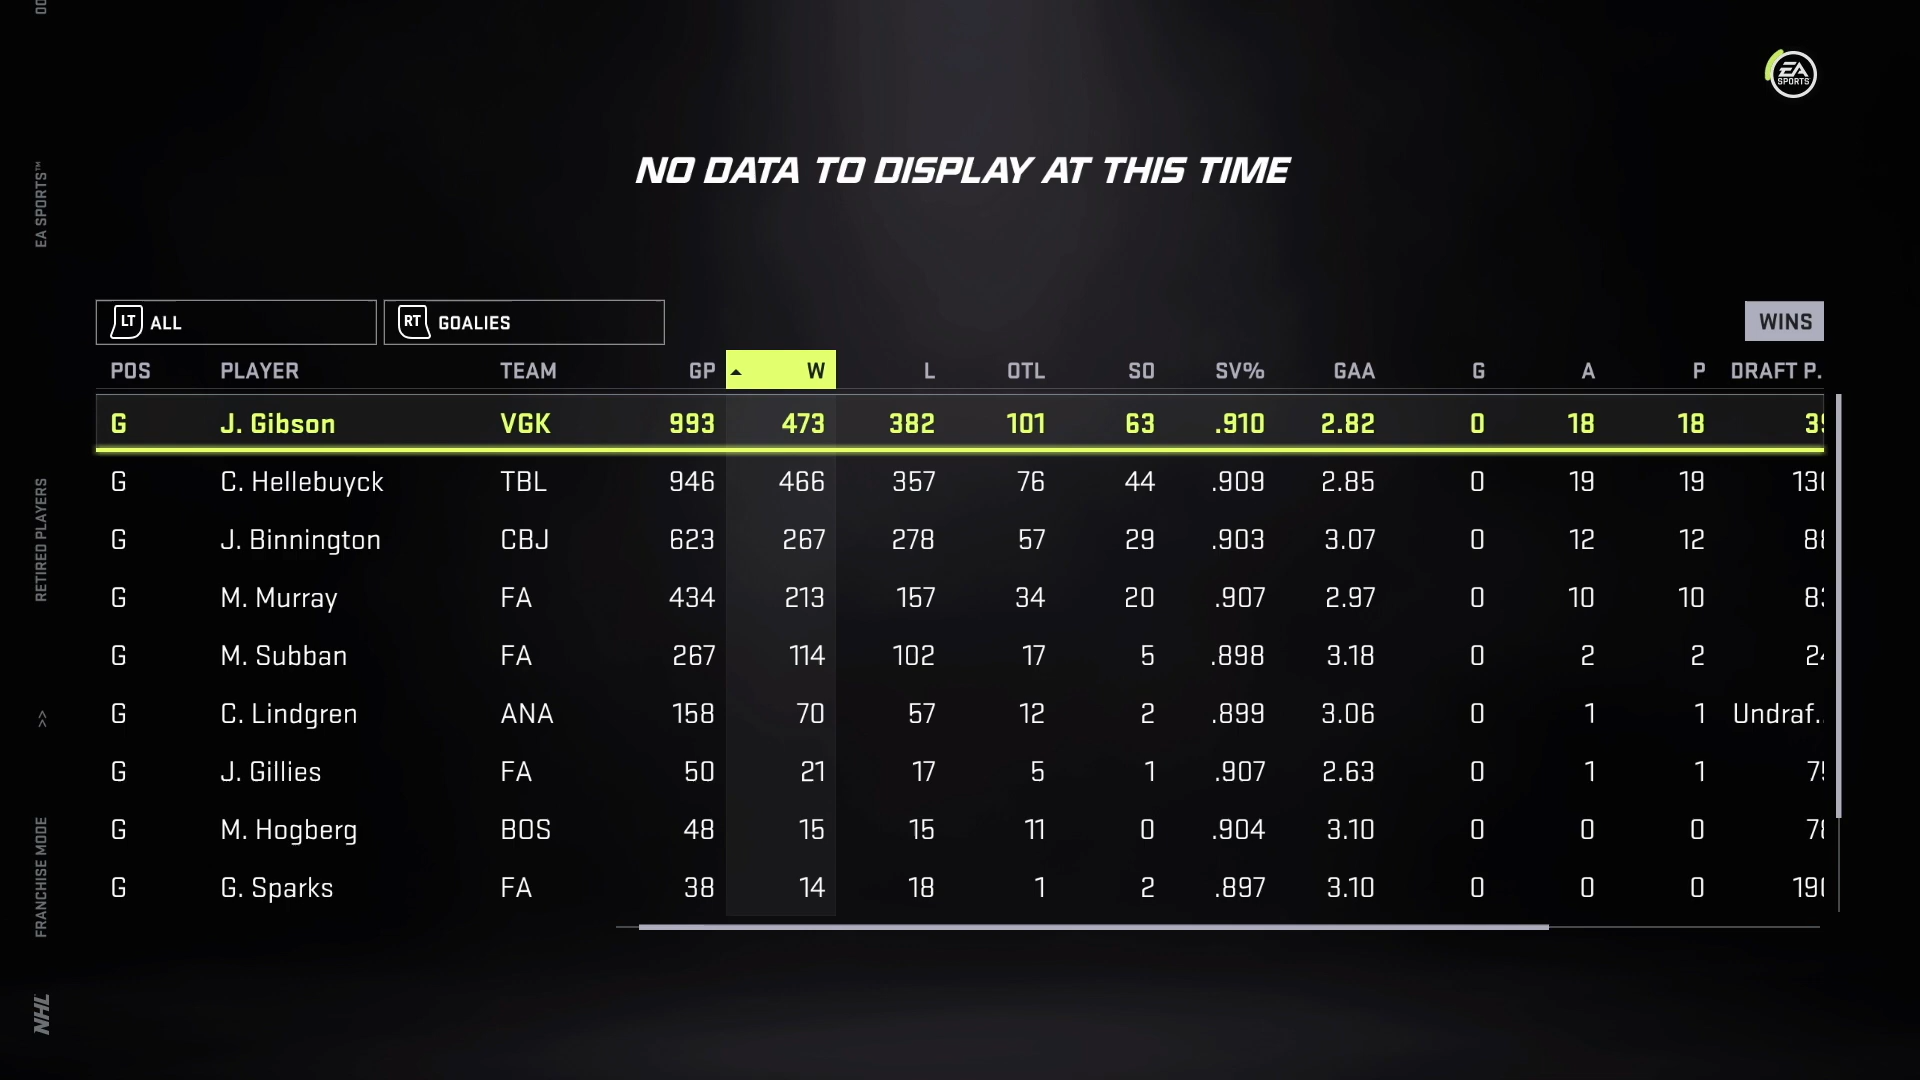 EA SPORTS
NO DATA TO DISPLAY AT THIS TIME
LT ALL RT GOALIES WINS
POS PLAYER TEAM GP W L OTL SO SV% GAA G A P DRAFT P.
G J. Gibson VGK 993 473 382 101 63 .910 2.82 0 18 18
G C. Hellebuyck TBL 946 466 357 76 44 .909 2.85 0 19 19
G J. Binnington CBJ 623 267 278 57 29 .903 3.07 0 12 12
G M. Murray FA 434 213 157 34 20 .907 2.97 0 10 10
G M. Subban FA 267 114 102 17 5 .898 3.18 0 2 2
G C. Lindgren ANA 158 70 57 12 2 .899 3.06 0 1 1 Undraf..
G J. Gillies FA 50 21 17 5 1 .907 2.63 0 1 1
G M. Hogberg BOS 48 15 15 11 0 .904 3.10 0 0 0
G G. Sparks FA 38 14 18 1 2 .897 3.10 0 0 0
NHL FRANCHISE MODE >> RETIRED PLAYERS EA SPORTS™